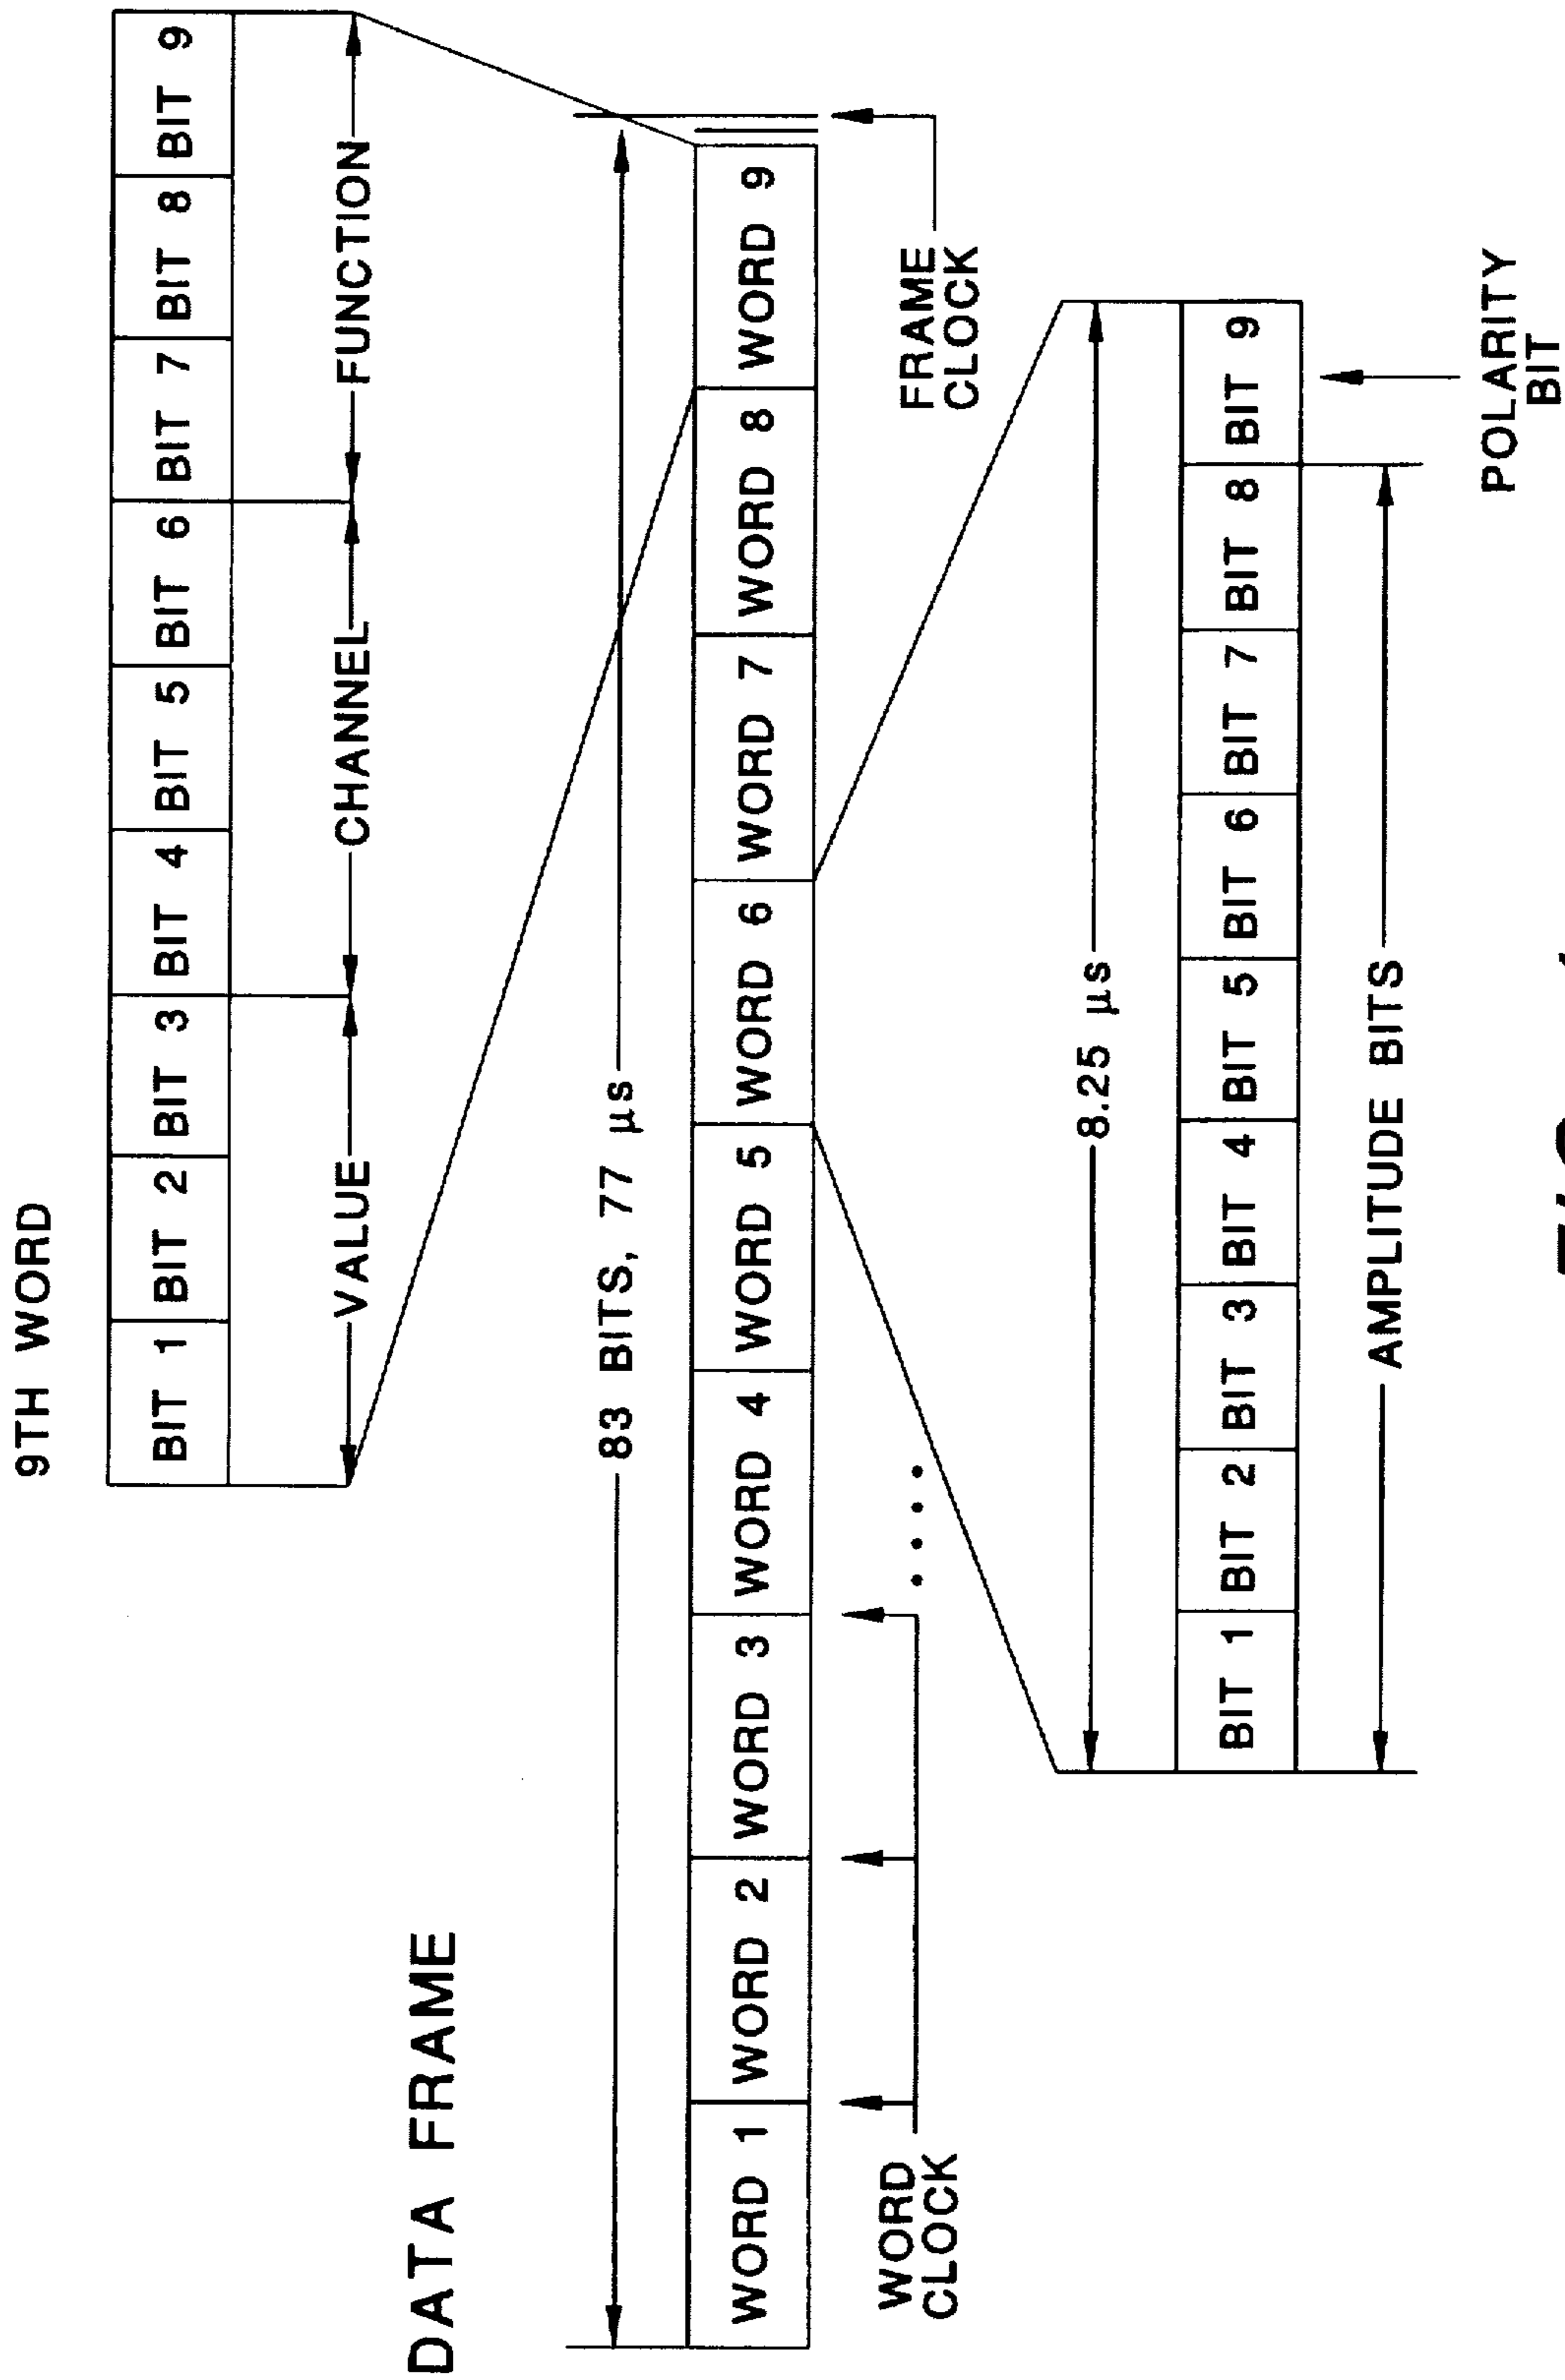 9TH WORD
BIT 1 BIT 2 BIT 3 BIT 4 BIT 5 BIT 6 BIT 7 BIT 8 BIT 9
VALUE CHANNEL FUNCTION
DATA FRAME
83 BITS, 77 µs
WORD 1 WORD 2 WORD 3 WORD 4 WORD 5 WORD 6 WORD 7 WORD 8 WORD 9
WORD
CLOCK
FRAME
CLOCK
8.25 µs
BIT 1 BIT 2 BIT 3 BIT 4 BIT 5 BIT 6 BIT 7 BIT 8 BIT 9
AMPLITUDE BITS
POLARITY
BIT